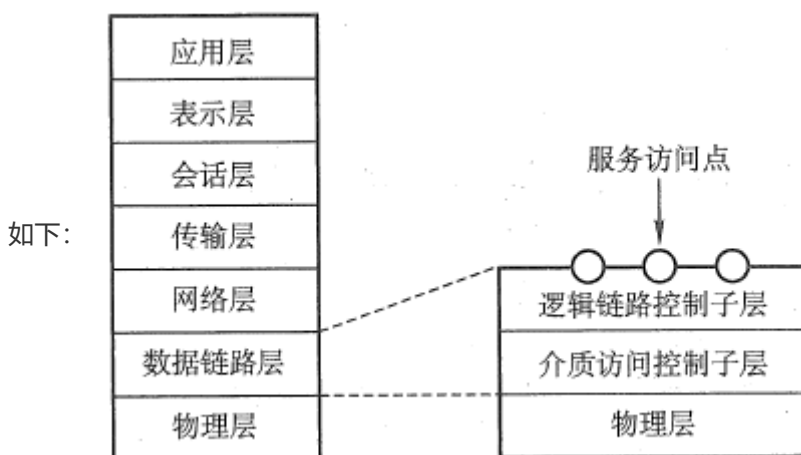 如下：
应用层
表示层
会话层
传输层
网络层
数据链路层
物理层
服务访问点
逻辑链路控制子层
介质访问控制子层
物理层